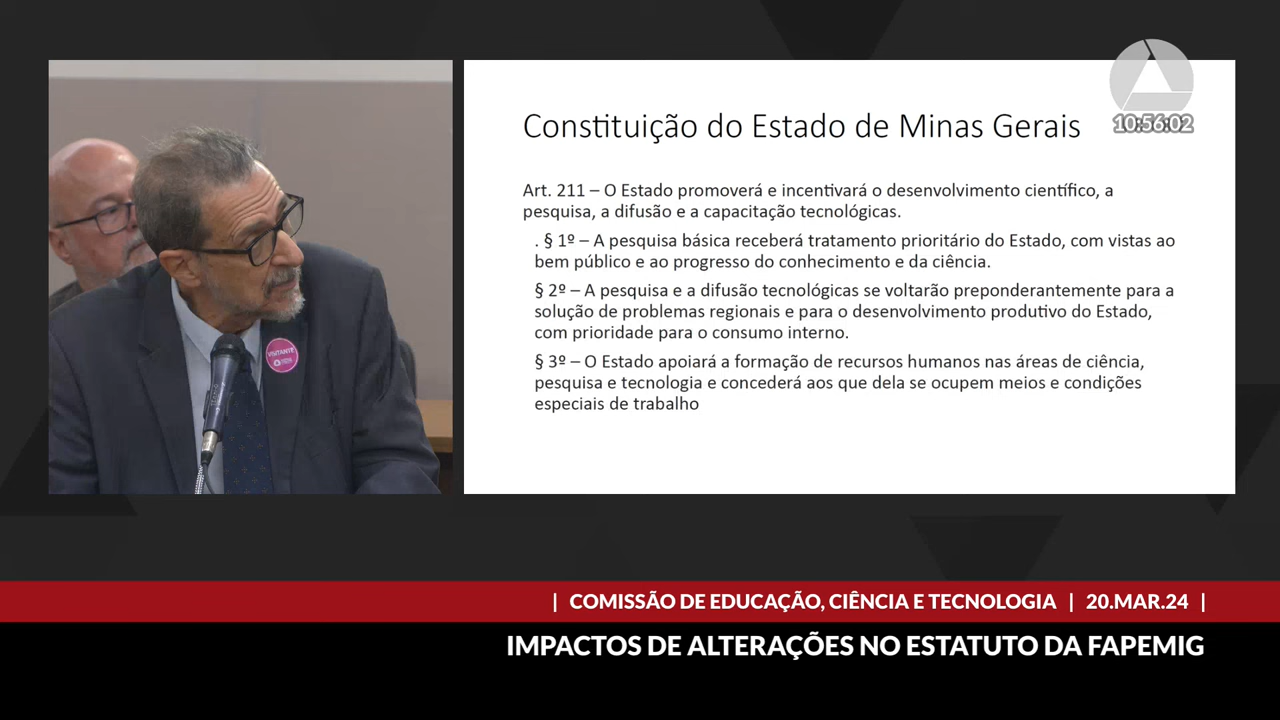 10:56:02
Constituição do Estado de Minas Gerais
Art. 211 – O Estado promoverá e incentivará o desenvolvimento científico, a
pesquisa, a difusão e a capacitação tecnológicas.
. § 1º – A pesquisa básica receberá tratamento prioritário do Estado, com vistas ao
bem público e ao progresso do conhecimento e da ciência.
§ 2º – A pesquisa e a difusão tecnológicas se voltarão preponderantemente para a
solução de problemas regionais e para o desenvolvimento produtivo do Estado,
com prioridade para o consumo interno.
§ 3º – O Estado apoiará a formação de recursos humanos nas áreas de ciência,
pesquisa e tecnologia e concederá aos que dela se ocupem meios e condições
especiais de trabalho
VISITANTE
| COMISSÃO DE EDUCAÇÃO, CIÊNCIA E TECNOLOGIA | 20.MAR.24 |
IMPACTOS DE ALTERAÇÕES NO ESTATUTO DA FAPEMIG